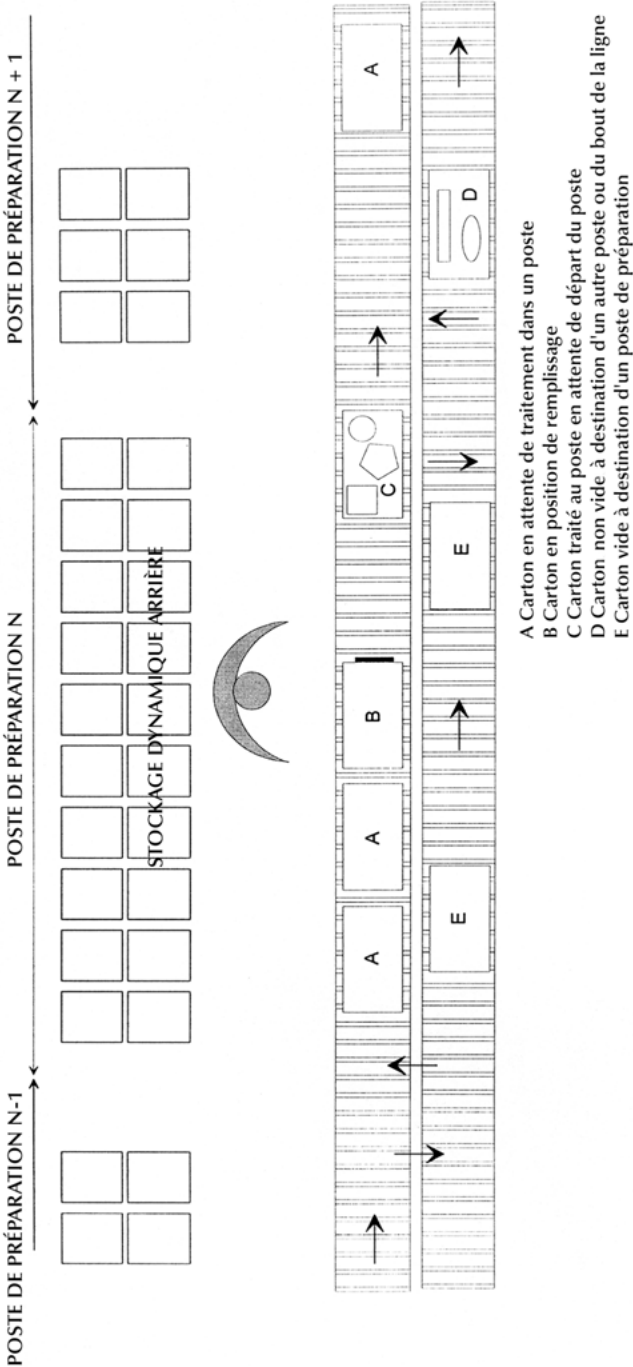 POSTE DE PRÉPARATION N-1
POSTE DE PRÉPARATION N
POSTE DE PRÉPARATION N + 1
STOCKAGE DYNAMIQUE ARRIÈRE
A
A
B
C
A
E
E
D
A Carton en attente de traitement dans un poste
B Carton en position de remplissage
C Carton traité au poste en attente de départ du poste
D Carton non vide à destination d'un autre poste ou du bout de la ligne
E Carton vide à destination d'un poste de préparation